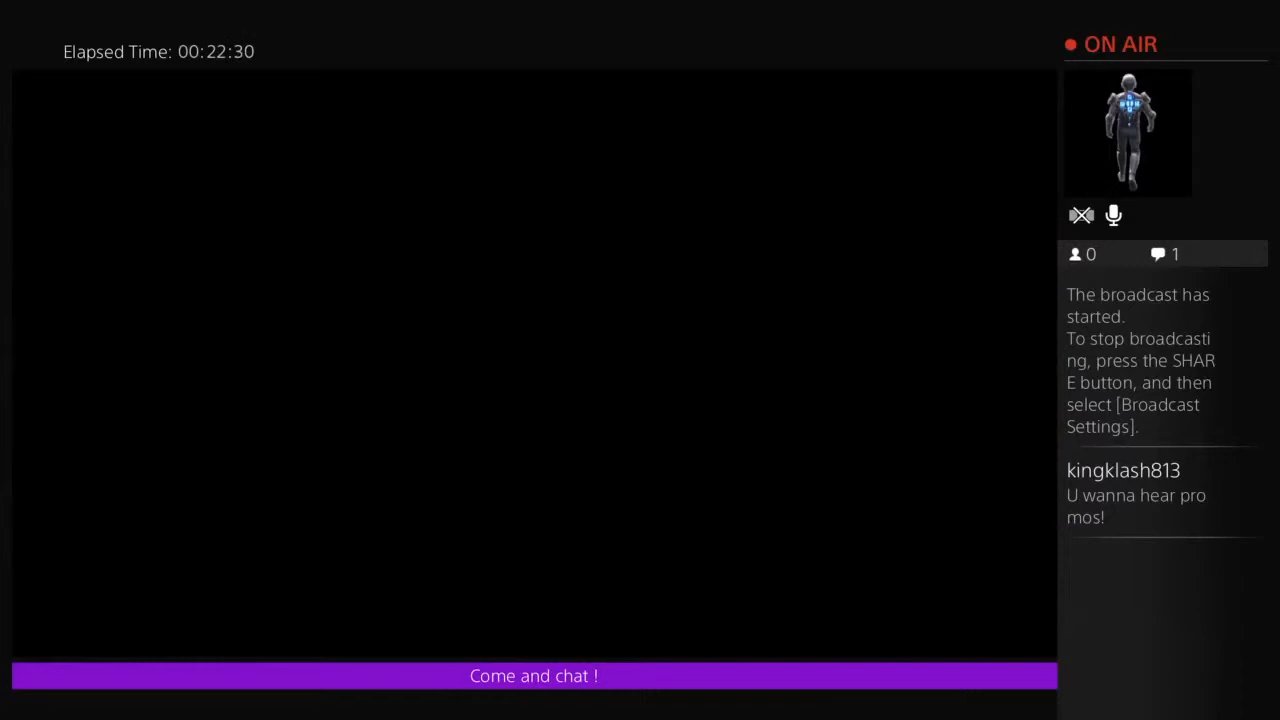 Elapsed Time: 00:22:30
ON AIR
0
1
The broadcast has
started.
To stop broadcasti
ng, press the SHAR
E button, and then
select [Broadcast
Settings].
kingklash813
U wanna hear pro
mos!
Come and chat !